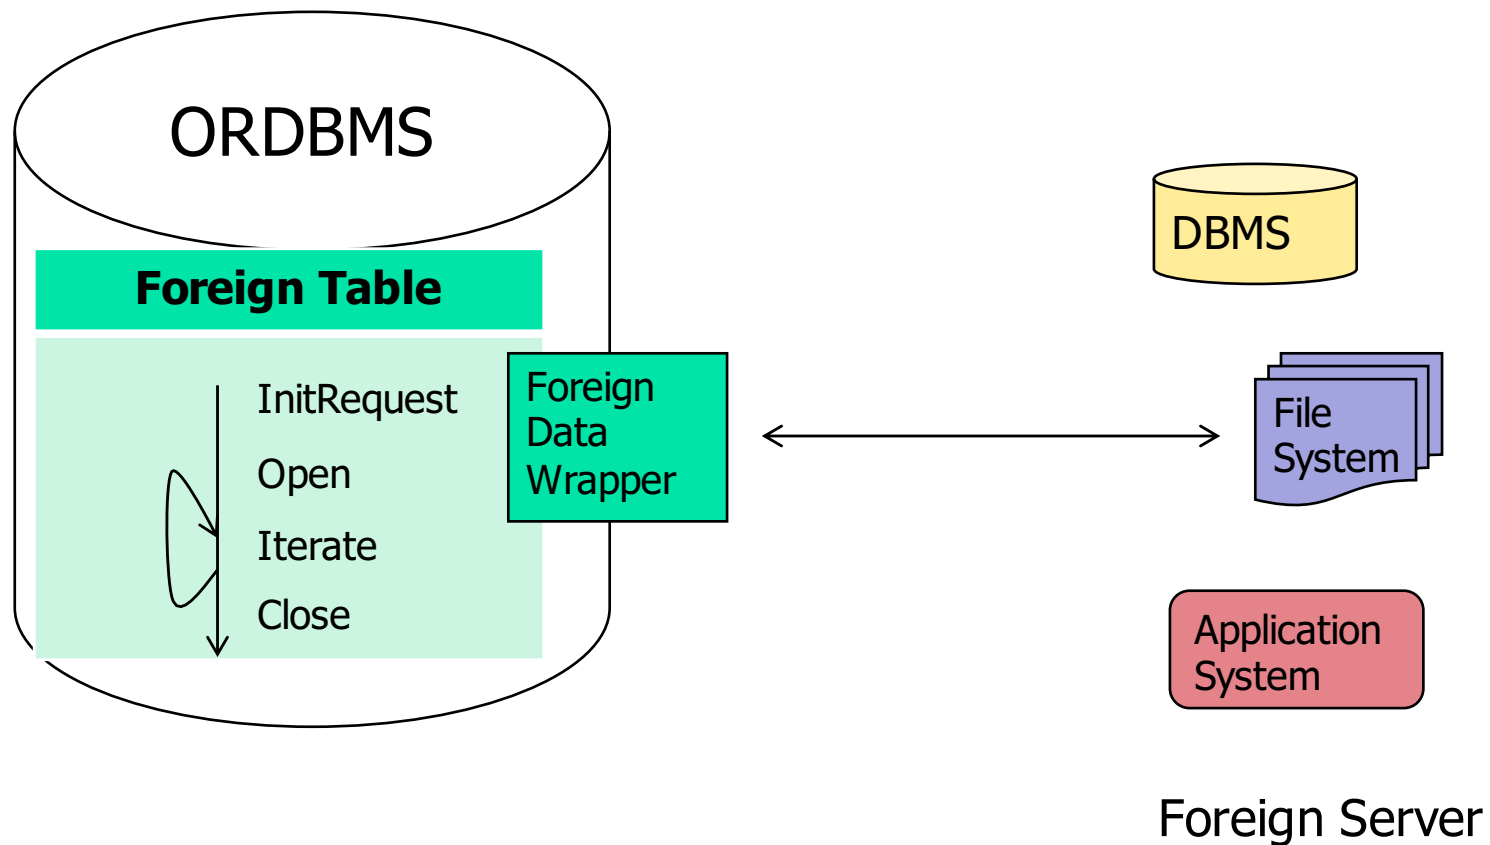 ORDBMS
Foreign Table
InitRequest
Open
Iterate
Close
Foreign
Data
Wrapper
DBMS
File
System
Application
System
Foreign Server